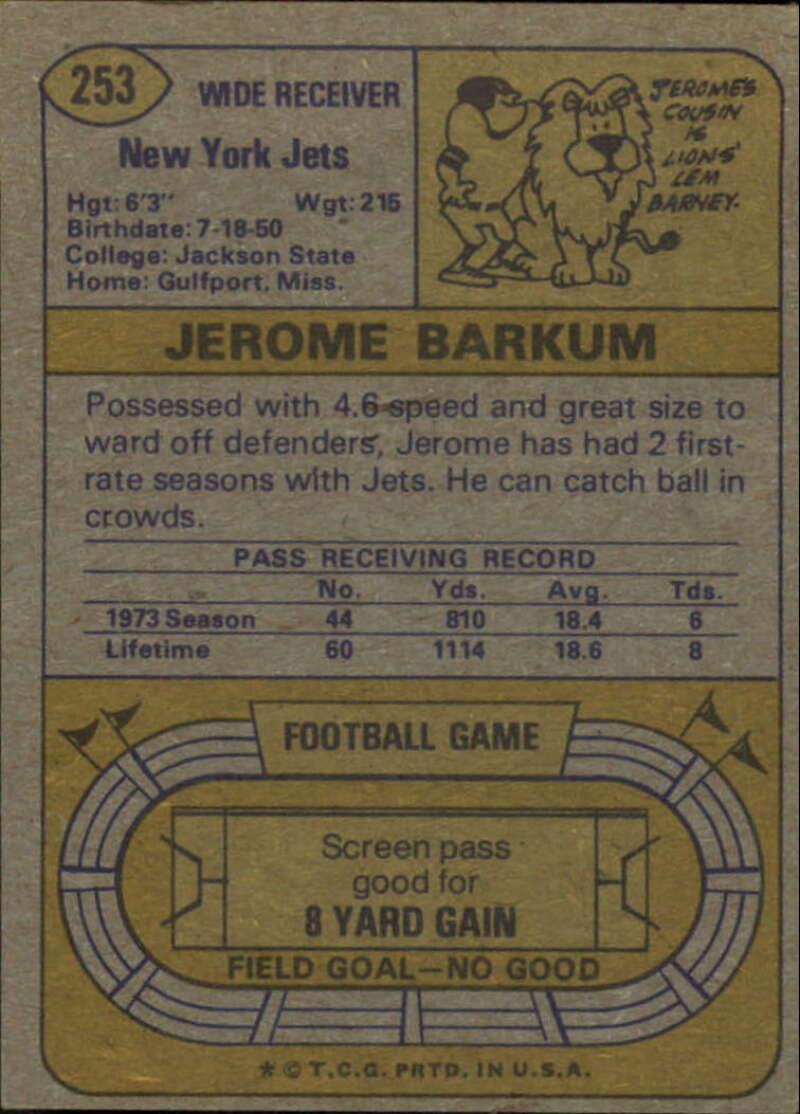 253
WIDE RECEIVER
New York Jets
Hgt: 6'3" Wgt: 215
Birthdate: 7-18-50
College: Jackson State
Home: Gulfport, Miss.
JEROME'S
COUSIN
IS
LIONS'
LEM
BARNEY.
JEROME BARKUM
Possessed with 4.6 speed and great size to
ward off defenders, Jerome has had 2 first-
rate seasons with Jets. He can catch ball in
crowds.
PASS RECEIVING RECORD
No. Yds. Avg. Tds.
1973 Season 44 810 18.4 6
Lifetime 60 1114 18.6 8
FOOTBALL GAME
Screen pass
good for
8 YARD GAIN
FIELD GOAL—NO GOOD
* © T.C.G. PRTD. IN U.S.A.